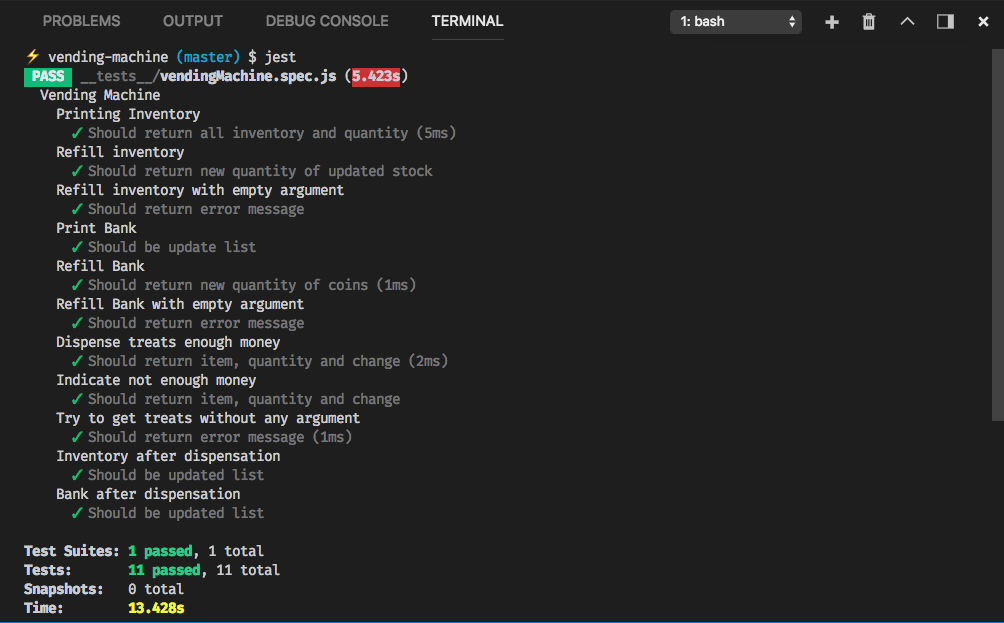 PROBLEMS OUTPUT DEBUG CONSOLE TERMINAL 1: bash
⚡ vending-machine (master) $ jest
PASS __tests__/vendingMachine.spec.js (5.423s)
Vending Machine
Printing Inventory
✓ Should return all inventory and quantity (5ms)
Refill inventory
✓ Should return new quantity of updated stock
Refill inventory with empty argument
✓ Should return error message
Print Bank
✓ Should be update list
Refill Bank
✓ Should return new quantity of coins (1ms)
Refill Bank with empty argument
✓ Should return error message
Dispense treats enough money
✓ Should return item, quantity and change (2ms)
Indicate not enough money
✓ Should return item, quantity and change
Try to get treats without any argument
✓ Should return error message (1ms)
Inventory after dispensation
✓ Should be updated list
Bank after dispensation
✓ Should be updated list
Test Suites: 1 passed, 1 total
Tests: 11 passed, 11 total
Snapshots: 0 total
Time: 13.428s